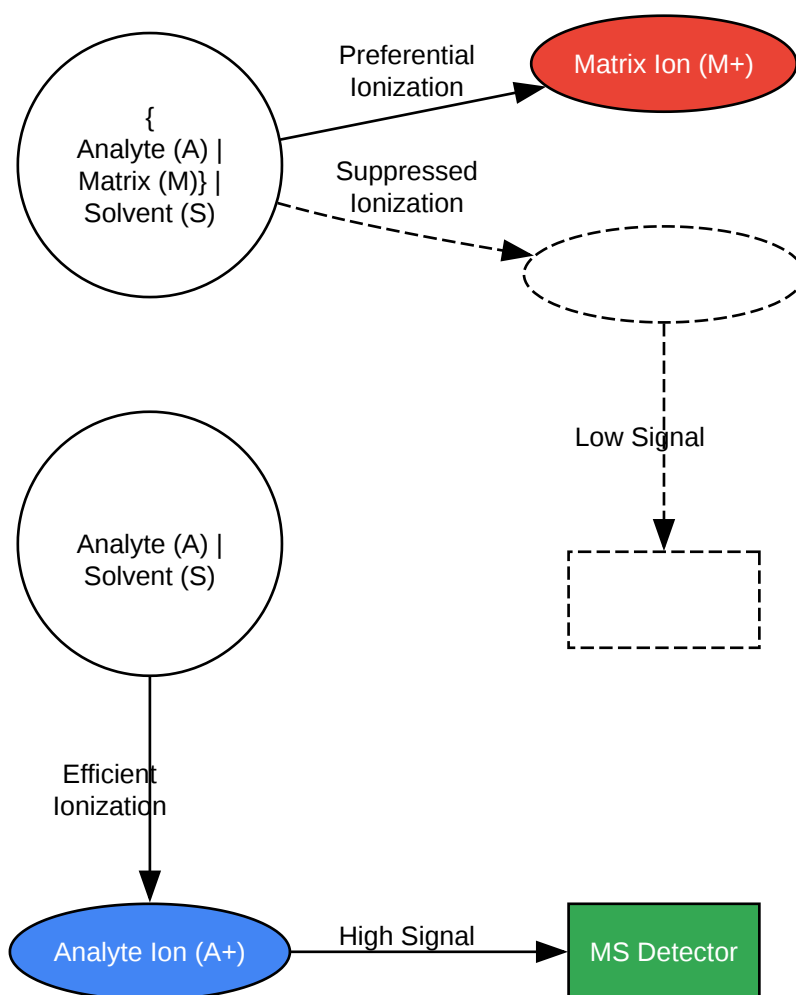 {
Analyte (A) |
Matrix (M)} |
Solvent (S)
Preferential
Ionization
Matrix Ion (M+)
Suppressed
Ionization
Low Signal
Analyte (A) |
Solvent (S)
Efficient
Ionization
Analyte Ion (A+)
High Signal
MS Detector